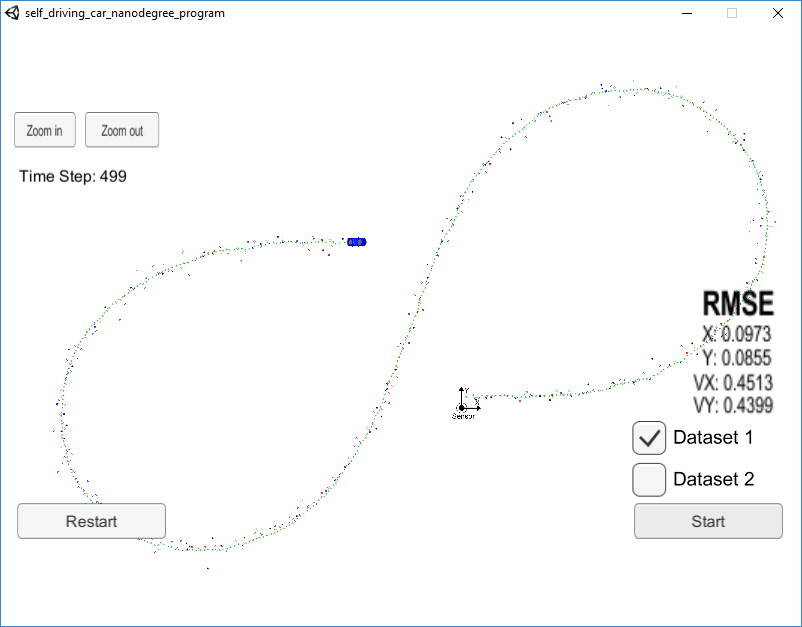 self_driving_car_nanodegree_program
Zoom in
Zoom out
Time Step: 499
RMSE
X: 0.0973
Y: 0.0855
VX: 0.4513
VY: 0.4399
Y
X
Sensor
Dataset 1
Dataset 2
Restart
Start